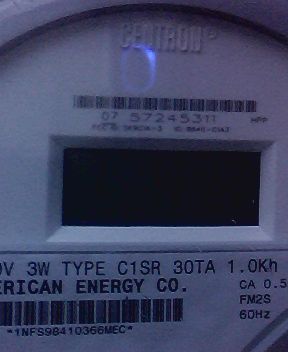 CENTRON®
07 57245311 HPP
0V 3W TYPE C1SR 30TA 1.0Kh
ERICAN ENERGY CO. CA 0.5
FM2S
*1NFS98410366MEC* 60Hz